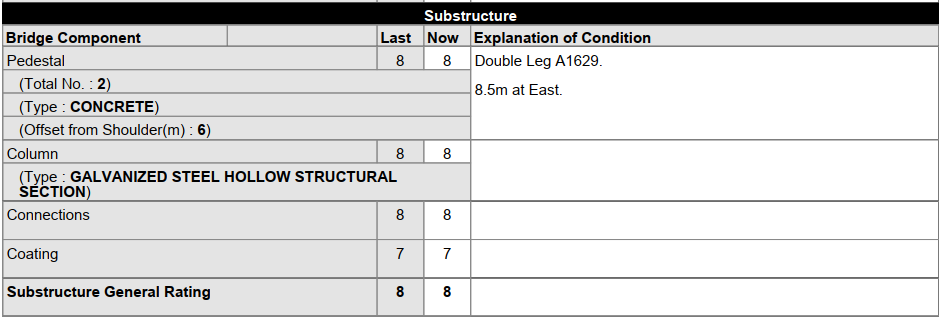 Substructure
Bridge Component Last Now Explanation of Condition
Pedestal 8 8 Double Leg A1629.
(Total No. : 2) 8.5m at East.
(Type : CONCRETE)
(Offset from Shoulder(m) : 6)
Column 8 8
(Type : GALVANIZED STEEL HOLLOW STRUCTURAL
SECTION)
Connections 8 8
Coating 7 7
Substructure General Rating 8 8